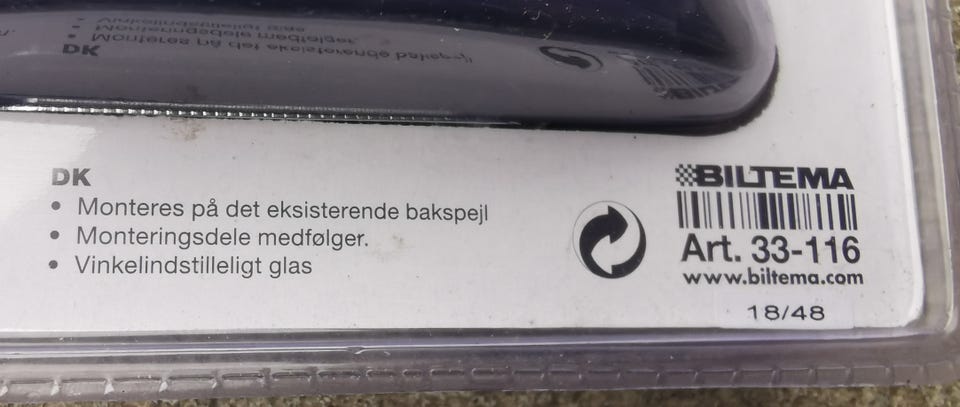 DK
• Monteres på det eksisterende bakspejl
• Monteringsdele medfølger.
• Vinkelindstilleligt glas
BILTEMA
Art. 33-116
www.biltema.com
18/48